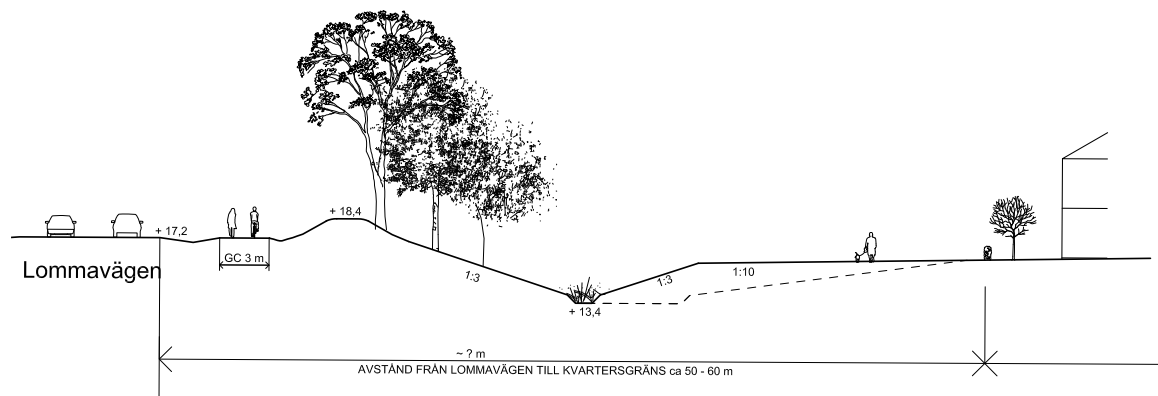 + 18,4
+ 17,2
GC 3 m
Lommavägen
1:3
1:3
1:10
+ 13,4
~ ? m
AVSTÅND FRÅN LOMMAVÄGEN TILL KVARTERSGRÄNS ca 50 - 60 m